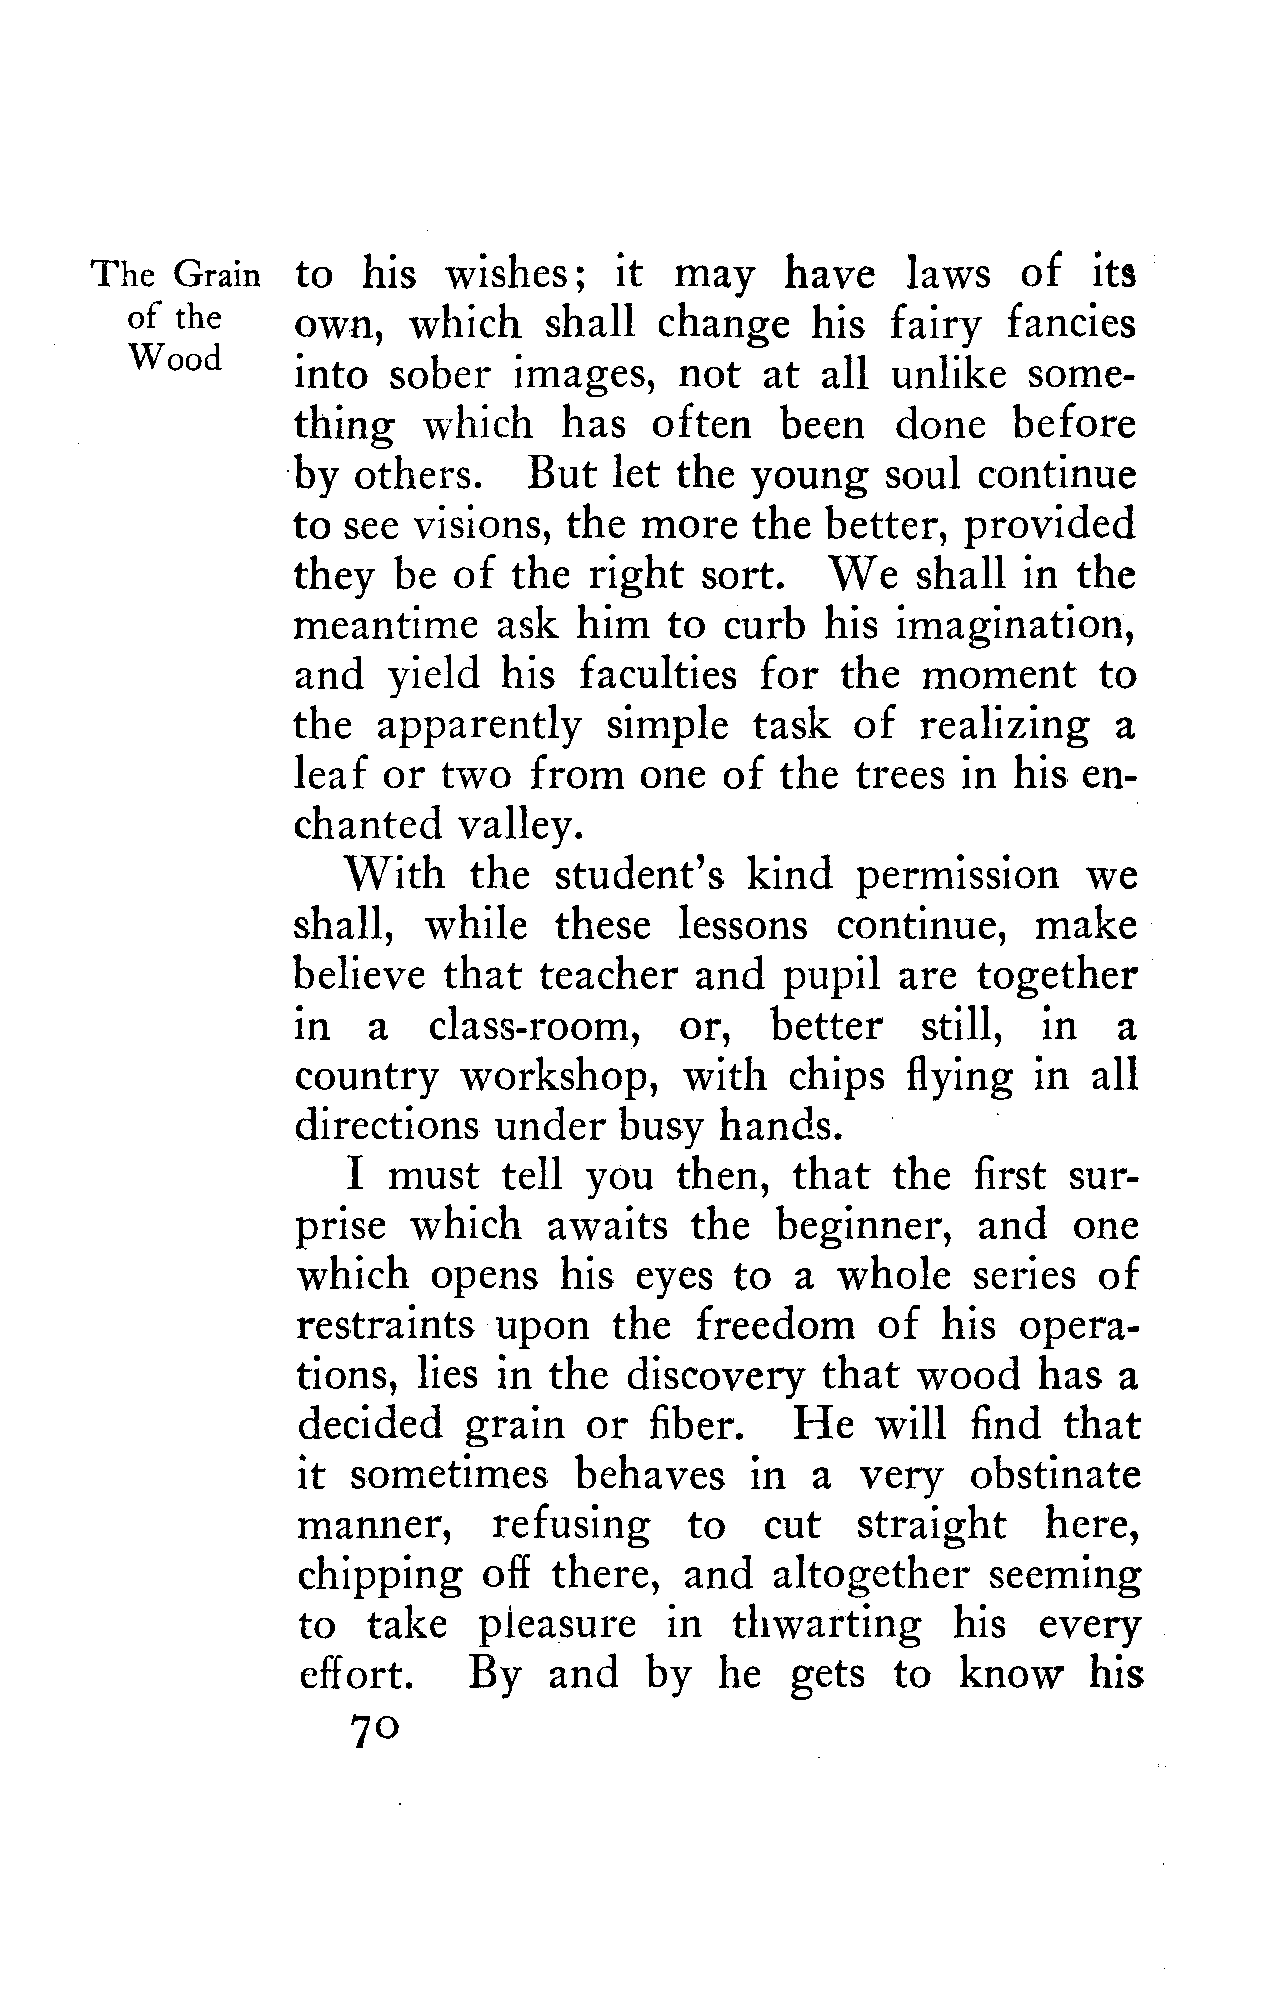 The Grain
of the
Wood
to his wishes; it may have laws of its
own, which shall change his fairy fancies
into sober images, not at all unlike some-
thing which has often been done before
by others. But let the young soul continue
to see visions, the more the better, provided
they be of the right sort. We shall in the
meantime ask him to curb his imagination,
and yield his faculties for the moment to
the apparently simple task of realizing a
leaf or two from one of the trees in his en-
chanted valley.
With the student's kind permission we
shall, while these lessons continue, make
believe that teacher and pupil are together
in a class-room, or, better still, in a
country workshop, with chips flying in all
directions under busy hands.
I must tell you then, that the first sur-
prise which awaits the beginner, and one
which opens his eyes to a whole series of
restraints upon the freedom of his opera-
tions, lies in the discovery that wood has a
decided grain or fiber. He will find that
it sometimes behaves in a very obstinate
manner, refusing to cut straight here,
chipping off there, and altogether seeming
to take pleasure in thwarting his every
effort. By and by he gets to know his
70